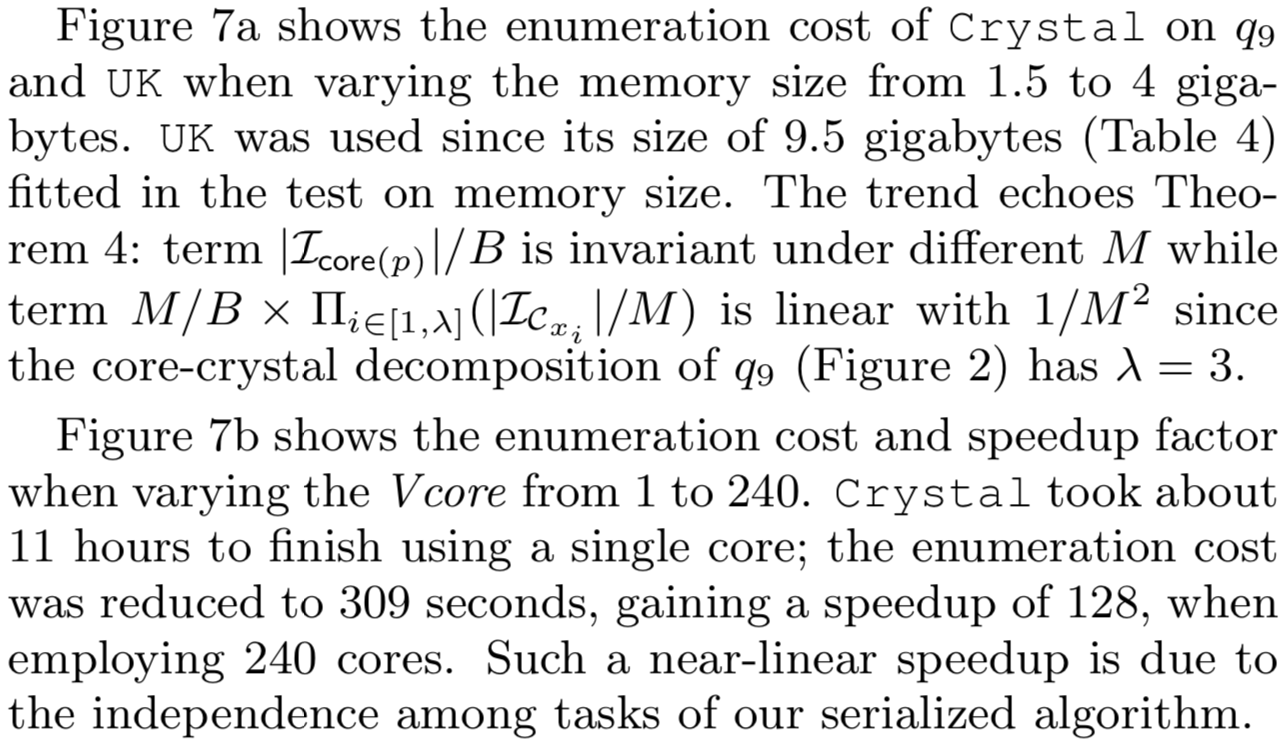 Figure 7a shows the enumeration cost of Crystal on q₉
and UK when varying the memory size from 1.5 to 4 giga-
bytes. UK was used since its size of 9.5 gigabytes (Table 4)
fitted in the test on memory size. The trend echoes Theo-
rem 4: term |𝓘_core(p)|/B is invariant under different M while
term M/B × Π_{i∈[1,λ]}(|𝓘_{𝒞_{x_i}}|/M) is linear with 1/M² since
the core-crystal decomposition of q₉ (Figure 2) has λ = 3.
Figure 7b shows the enumeration cost and speedup factor
when varying the Vcore from 1 to 240. Crystal took about
11 hours to finish using a single core; the enumeration cost
was reduced to 309 seconds, gaining a speedup of 128, when
employing 240 cores. Such a near-linear speedup is due to
the independence among tasks of our serialized algorithm.